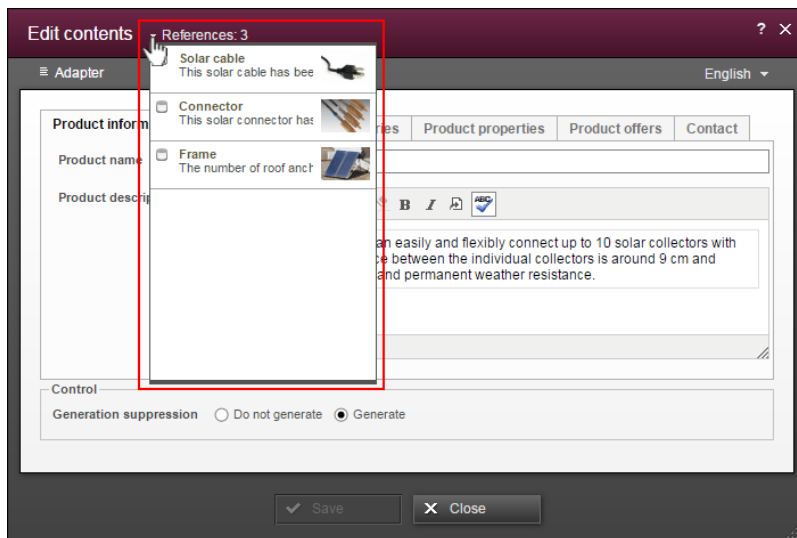 Edit contents References: 3 ?
Adapter English
Solar cable
This solar cable has bee
Connector
This solar connector has
Frame
The number of roof anch
Product inform ries Product properties Product offers Contact
Product name
Product descrip B I ABC
an easily and flexibly connect up to 10 solar collectors with
ce between the individual collectors is around 9 cm and
and permanent weather resistance.
Control
Generation suppression Do not generate Generate
Save Close